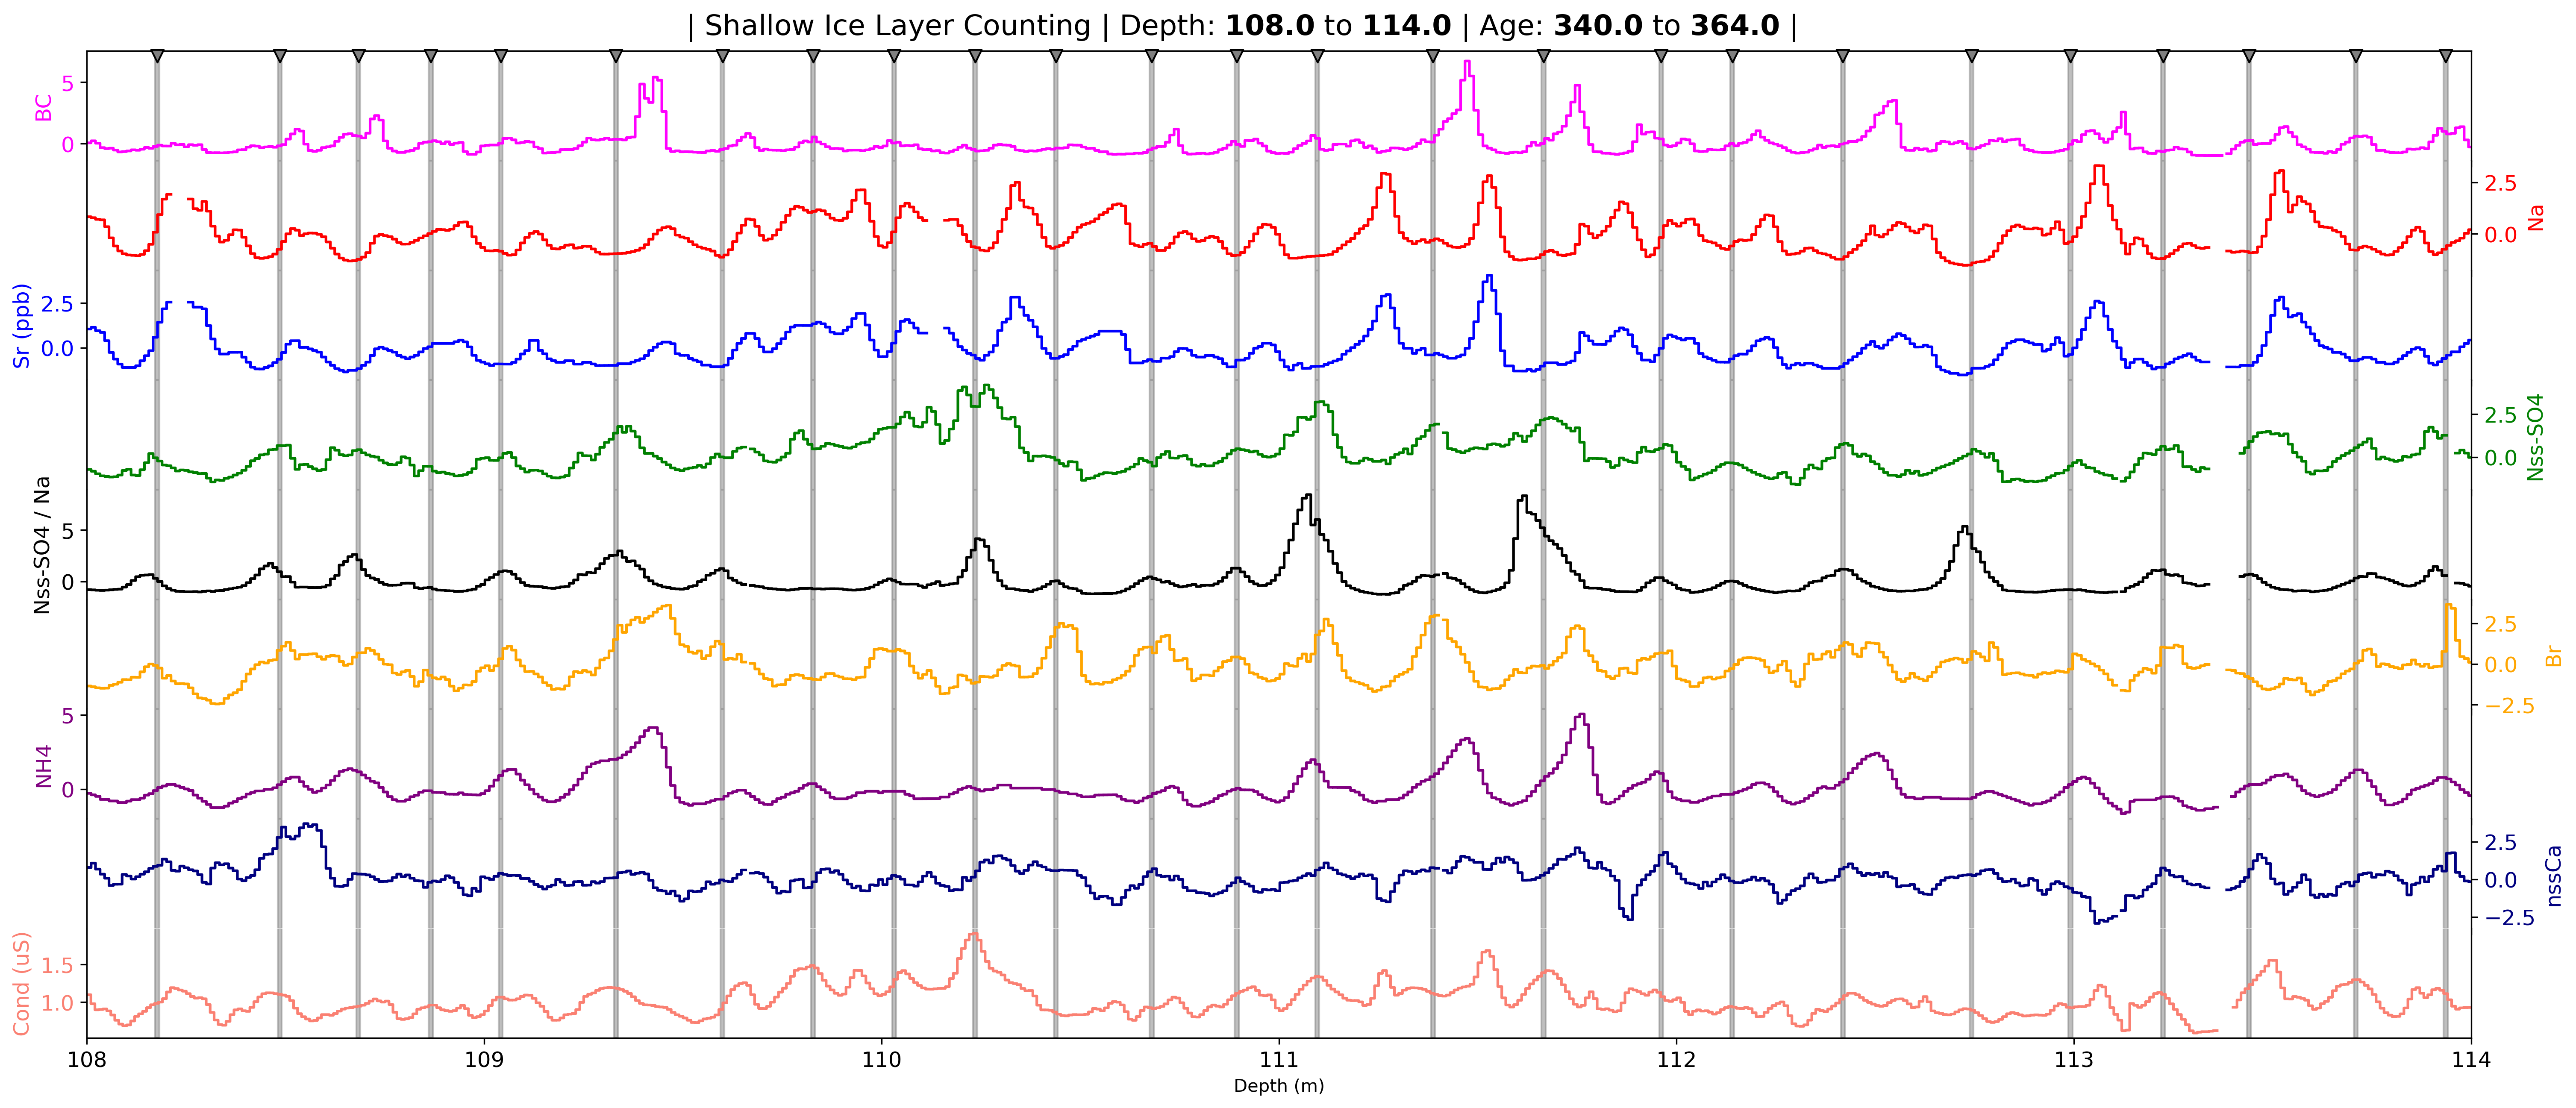 | Shallow Ice Layer Counting | Depth: 108.0 to 114.0 | Age: 340.0 to 364.0 |
BC
5
0
2.5
0.0
Na
Sr (ppb)
2.5
0.0
2.5
0.0
Nss-SO4
Nss-SO4 / Na
5
0
2.5
0.0
−2.5
Br
NH4
5
0
2.5
0.0
−2.5
nssCa
Cond (uS)
1.5
1.0
108 109 110 111 112 113 114
Depth (m)